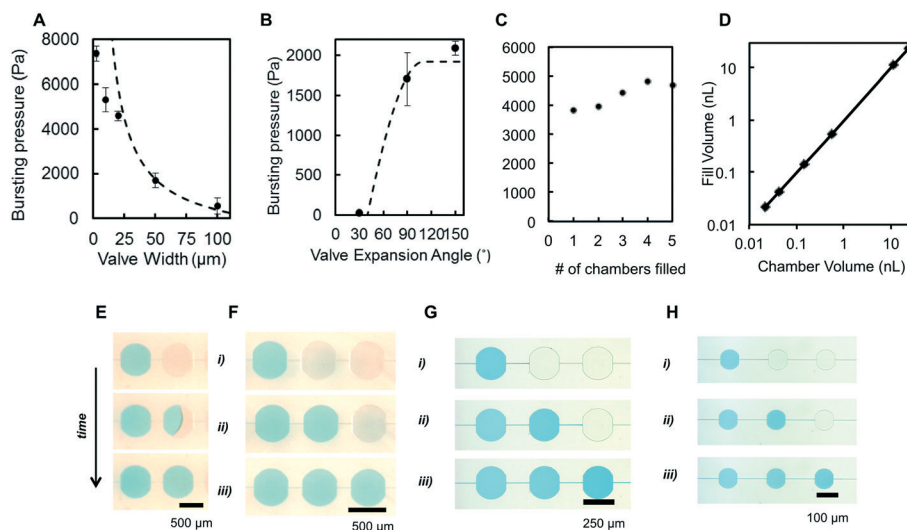 A
Bursting pressure (Pa)
8000
6000
4000
2000
0
0
25
50
75
100
Valve Width (µm)
B
Bursting pressure (Pa)
2000
1500
1000
500
0
0
30
60
90
120
150
Valve Expansion Angle (°)
C
6000
5000
4000
3000
2000
1000
0
0
1
2
3
4
5
# of chambers filled
D
Fill Volume (nL)
10
1
0.1
0.01
0.01
0.1
1
10
Chamber Volume (nL)
E
F
G
H
time
i)
ii)
iii)
500 µm
i)
ii)
iii)
500 µm
i)
ii)
iii)
250 µm
100 µm